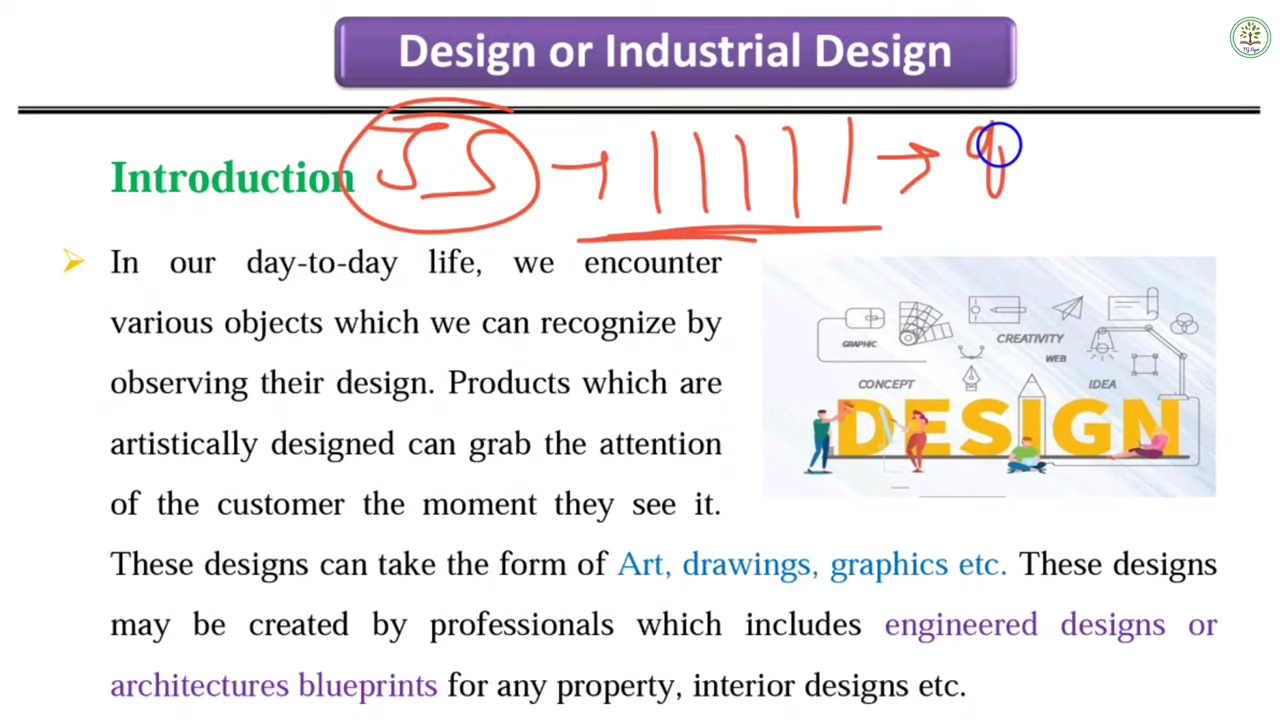 Design or Industrial Design
Introduction
In our day-to-day life, we encounter
various objects which we can recognize by
observing their design. Products which are
artistically designed can grab the attention
of the customer the moment they see it.
These designs can take the form of Art, drawings, graphics etc. These designs
may be created by professionals which includes engineered designs or
architectures blueprints for any property, interior designs etc.
GRAPHIC
CREATIVITY
WEB
CONCEPT
IDEA
DESIGN